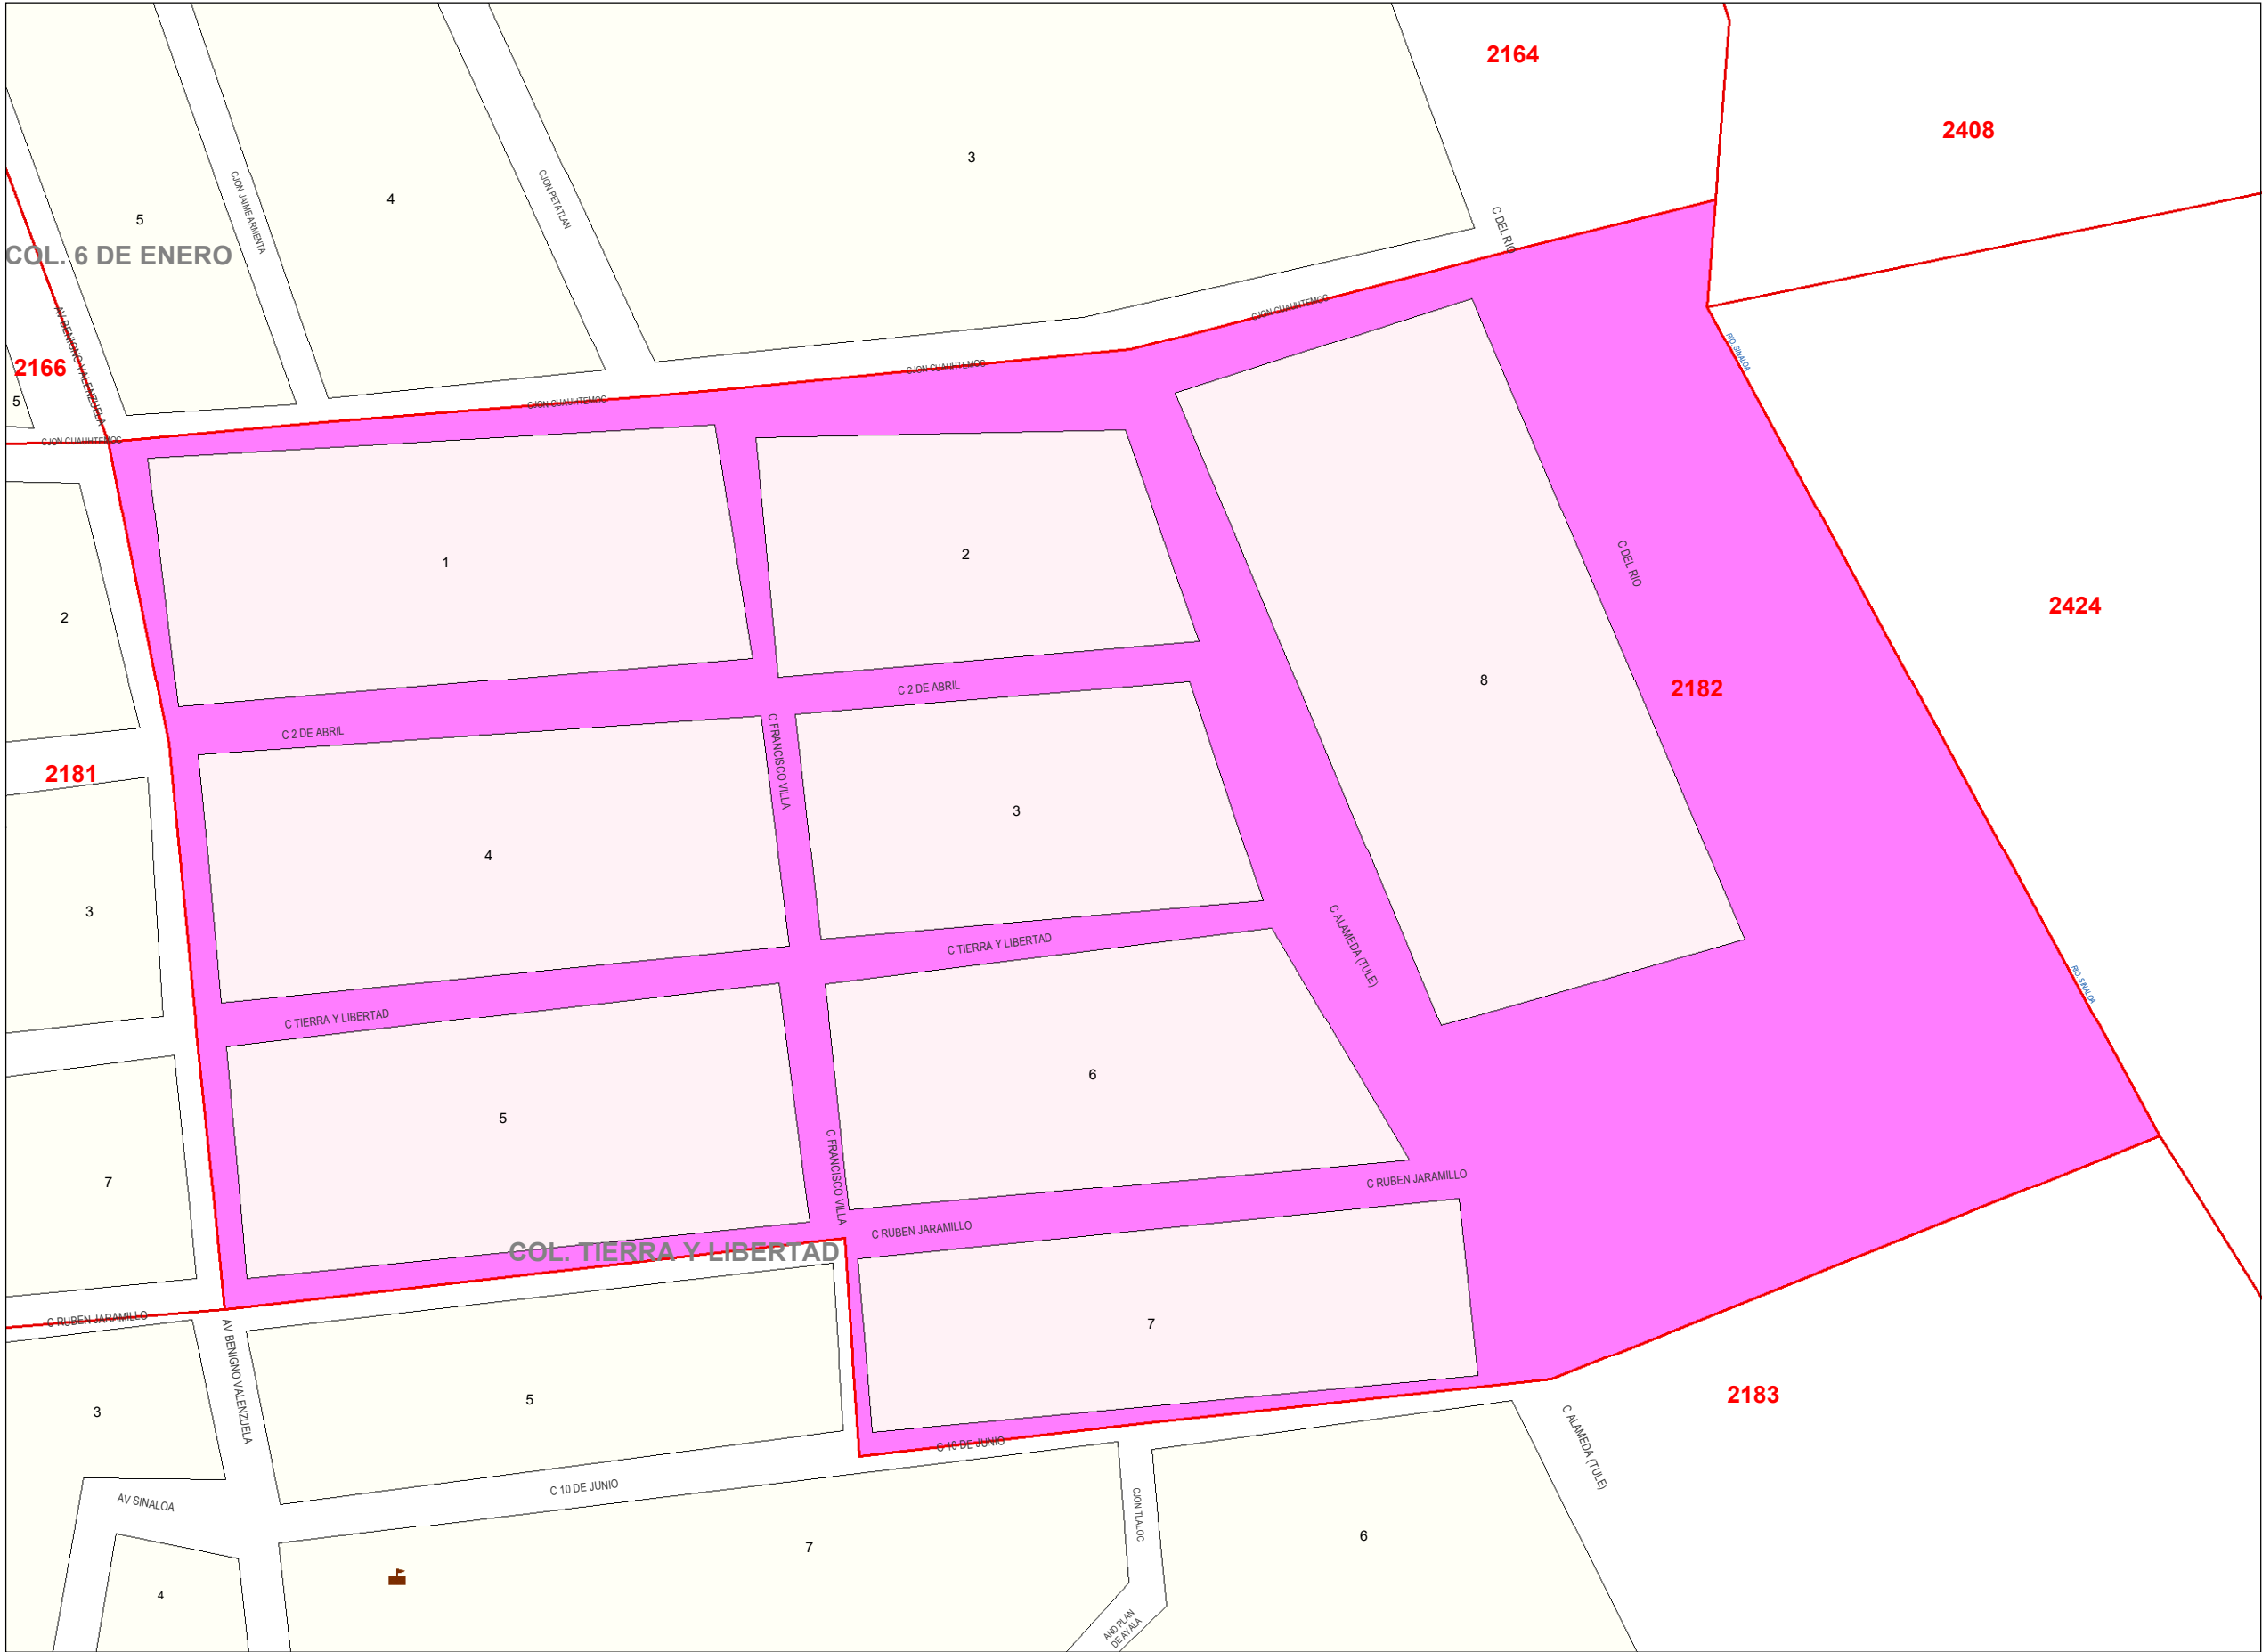 2164
2408
3
CJON JAIME ARMENTA
4
CJON PETATLAN
5
C DEL RIO
COL. 6 DE ENERO
AV BENIGNO VALENZUELA
CJON CUAUHTEMOC
RIO SINALOA
2166
CJON CUAUHTEMOC
CJON CUAUHTEMOC
5
CJON CUAUHTEMOC
1
2
C DEL RIO
2424
2
8
2182
C 2 DE ABRIL
C 2 DE ABRIL
C FRANCISCO VILLA
2181
3
4
3
C TIERRA Y LIBERTAD
C ALAMEDA (TULE)
RIO SINALOA
C TIERRA Y LIBERTAD
6
5
7
C FRANCISCO VILLA
C RUBEN JARAMILLO
C RUBEN JARAMILLO
COL. TIERRA Y LIBERTAD
C RUBEN JARAMILLO
7
AV BENIGNO VALENZUELA
5
2183
3
C 10 DE JUNIO
C ALAMEDA (TULE)
C 10 DE JUNIO
AV SINALOA
CJON TLALOC
6
7
4
AND PLAN
DE AYALA